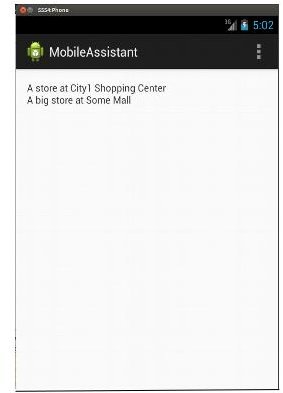 5554:Phone
3G 5:02
MobileAssistant
A store at City1 Shopping Center
A big store at Some Mall